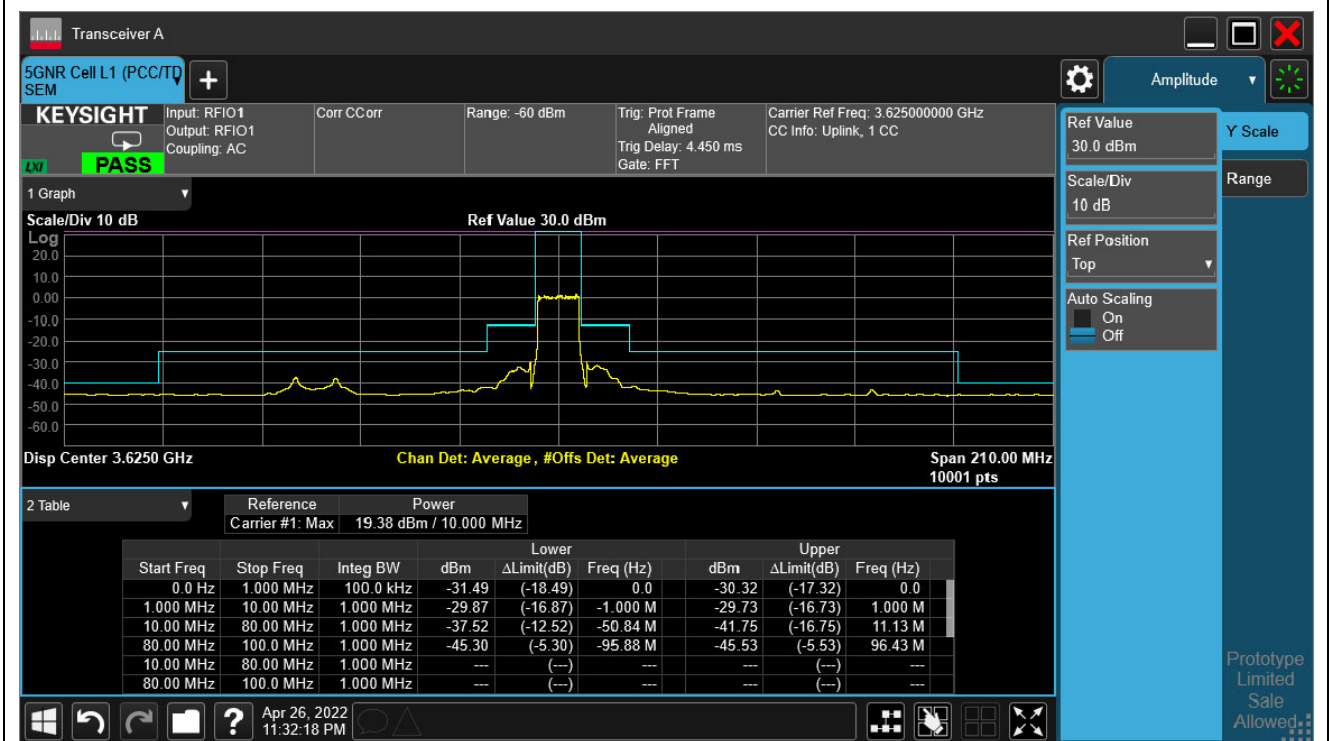 Transceiver A
5GNR Cell L1 (PCC/TD
SEM
+
Amplitude
KEYSIGHT
LXI
PASS
Input: RFIO1
Output: RFIO1
Coupling: AC
Corr CCorr
Range: -60 dBm
Trig: Prot Frame
Aligned
Trig Delay: 4.450 ms
Gate: FFT
Carrier Ref Freq: 3.625000000 GHz
CC Info: Uplink, 1 CC
1 Graph
Scale/Div 10 dB
Ref Value 30.0 dBm
Log
20.0
10.0
0.00
-10.0
-20.0
-30.0
-40.0
-50.0
-60.0
Disp Center 3.6250 GHz
Chan Det: Average , #Offs Det: Average
Span 210.00 MHz
10001 pts
2 Table
Reference Power
Carrier #1: Max 19.38 dBm / 10.000 MHz
Lower Upper
Start Freq Stop Freq Integ BW dBm ΔLimit(dB) Freq (Hz) dBm ΔLimit(dB) Freq (Hz)
0.0 Hz 1.000 MHz 100.0 kHz -31.49 (-18.49) 0.0 -30.32 (-17.32) 0.0
1.000 MHz 10.00 MHz 1.000 MHz -29.87 (-16.87) -1.000 M -29.73 (-16.73) 1.000 M
10.00 MHz 80.00 MHz 1.000 MHz -37.52 (-12.52) -50.84 M -41.75 (-16.75) 11.13 M
80.00 MHz 100.0 MHz 1.000 MHz -45.30 (-5.30) -95.88 M -45.53 (-5.53) 96.43 M
10.00 MHz 80.00 MHz 1.000 MHz --- (---) --- --- (---) ---
80.00 MHz 100.0 MHz 1.000 MHz --- (---) --- --- (---) ---
Ref Value
30.0 dBm
Scale/Div
10 dB
Ref Position
Top
Auto Scaling
On
Off
Y Scale
Range
Prototype
Limited
Sale
Allowed
?
Apr 26, 2022
11:32:18 PM